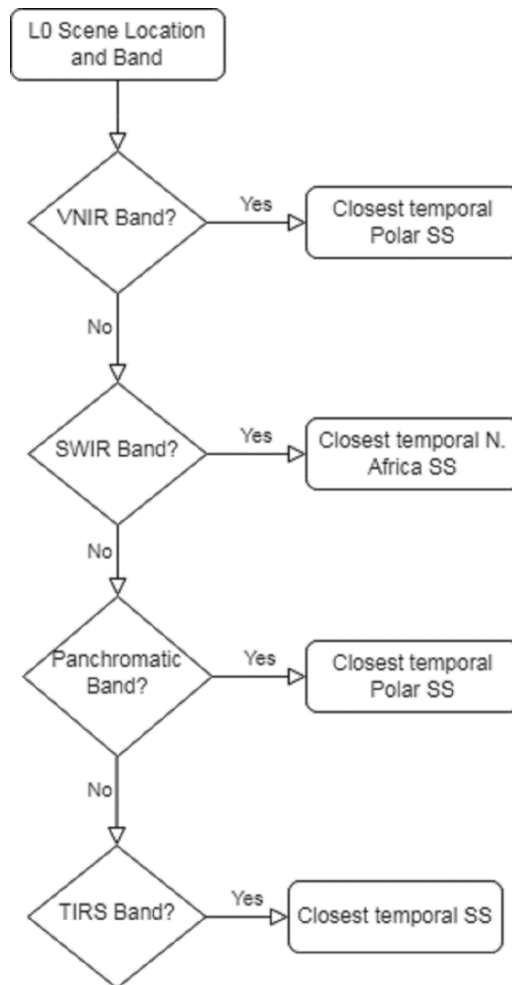 L0 Scene Location
and Band
VNIR Band?
Yes
Closest temporal
Polar SS
No
SWIR Band?
Yes
Closest temporal N.
Africa SS
No
Panchromatic
Band?
Yes
Closest temporal
Polar SS
No
TIRS Band?
Yes
Closest temporal SS